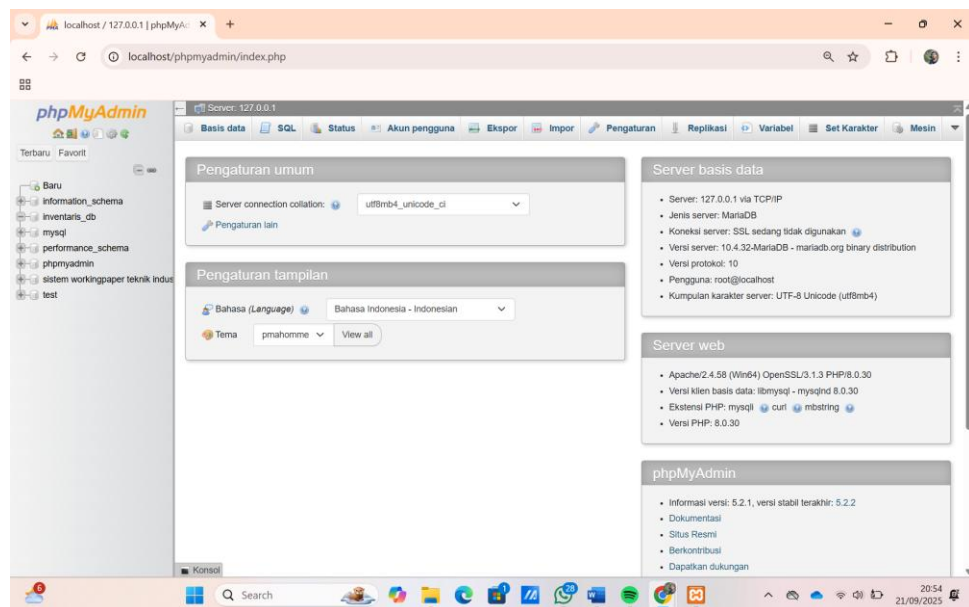 localhost / 127.0.0.1 | phpMyAd
localhost/phpmyadmin/index.php
phpMyAdmin
Terbaru Favorit
Baru
information_schema
inventaris_db
mysql
performance_schema
phpmyadmin
sistem workingpaper teknik indus
test
Server: 127.0.0.1
Basis data SQL Status Akun pengguna Ekspor Impor Pengaturan Replikasi Variabel Set Karakter Mesin
Pengaturan umum
Server connection collation: utf8mb4_unicode_ci
Pengaturan lain
Pengaturan tampilan
Bahasa (Language) Bahasa Indonesia - Indonesian
Tema pmahomme View all
Server basis data
Server: 127.0.0.1 via TCP/IP
Jenis server: MariaDB
Koneksi server: SSL sedang tidak digunakan
Versi server: 10.4.32-MariaDB - mariadb.org binary distribution
Versi protokol: 10
Pengguna: root@localhost
Kumpulan karakter server: UTF-8 Unicode (utf8mb4)
Server web
Apache/2.4.58 (Win64) OpenSSL/3.1.3 PHP/8.0.30
Versi klien basis data: libmysql - mysqlnd 8.0.30
Ekstensi PHP: mysqli curl mbstring
Versi PHP: 8.0.30
phpMyAdmin
Informasi versi: 5.2.1, versi stabil terakhir: 5.2.2
Dokumentasi
Situs Resmi
Berkontribusi
Dapatkan dukungan
Konsol
6
Search
28
20:54
21/09/2025